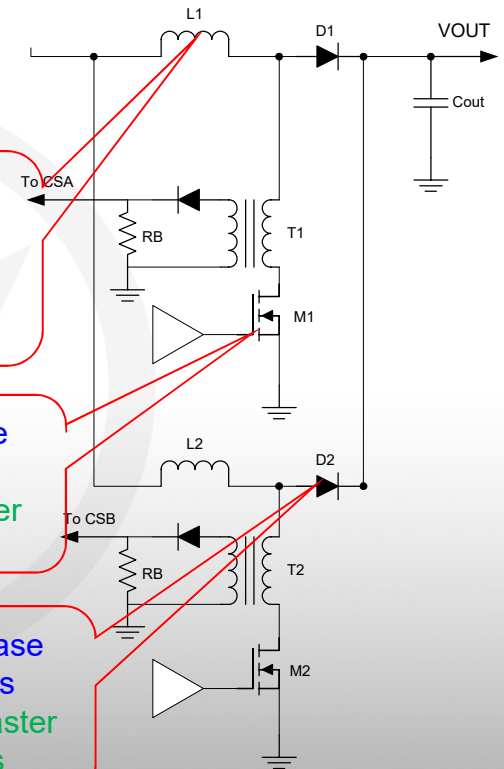 L1
D1
VOUT
Cout
To CSA
RB
T1
M1
e
er
L2
D2
To CSB
RB
T2
ase
s
M2
aster
s